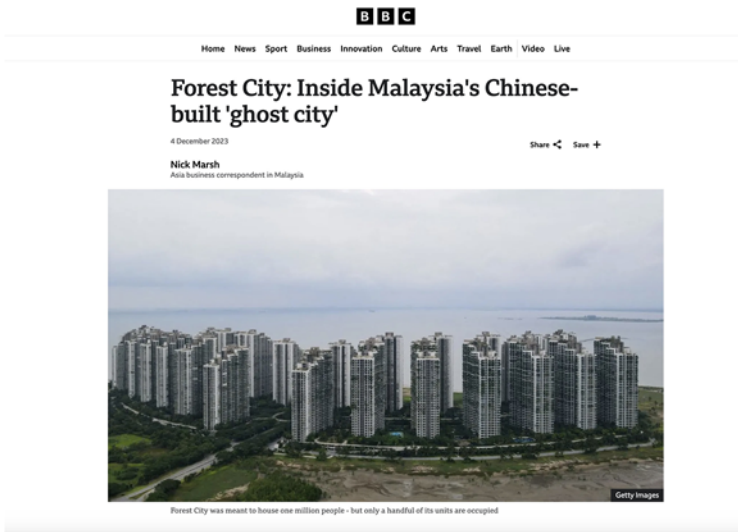 BBC
Home News Sport Business Innovation Culture Arts Travel Earth Video Live
Forest City: Inside Malaysia's Chinese-
built 'ghost city'
4 December 2023
Share Save
Nick Marsh
Asia business correspondent in Malaysia
Getty Images
Forest City was meant to house one million people - but only a handful of its units are occupied